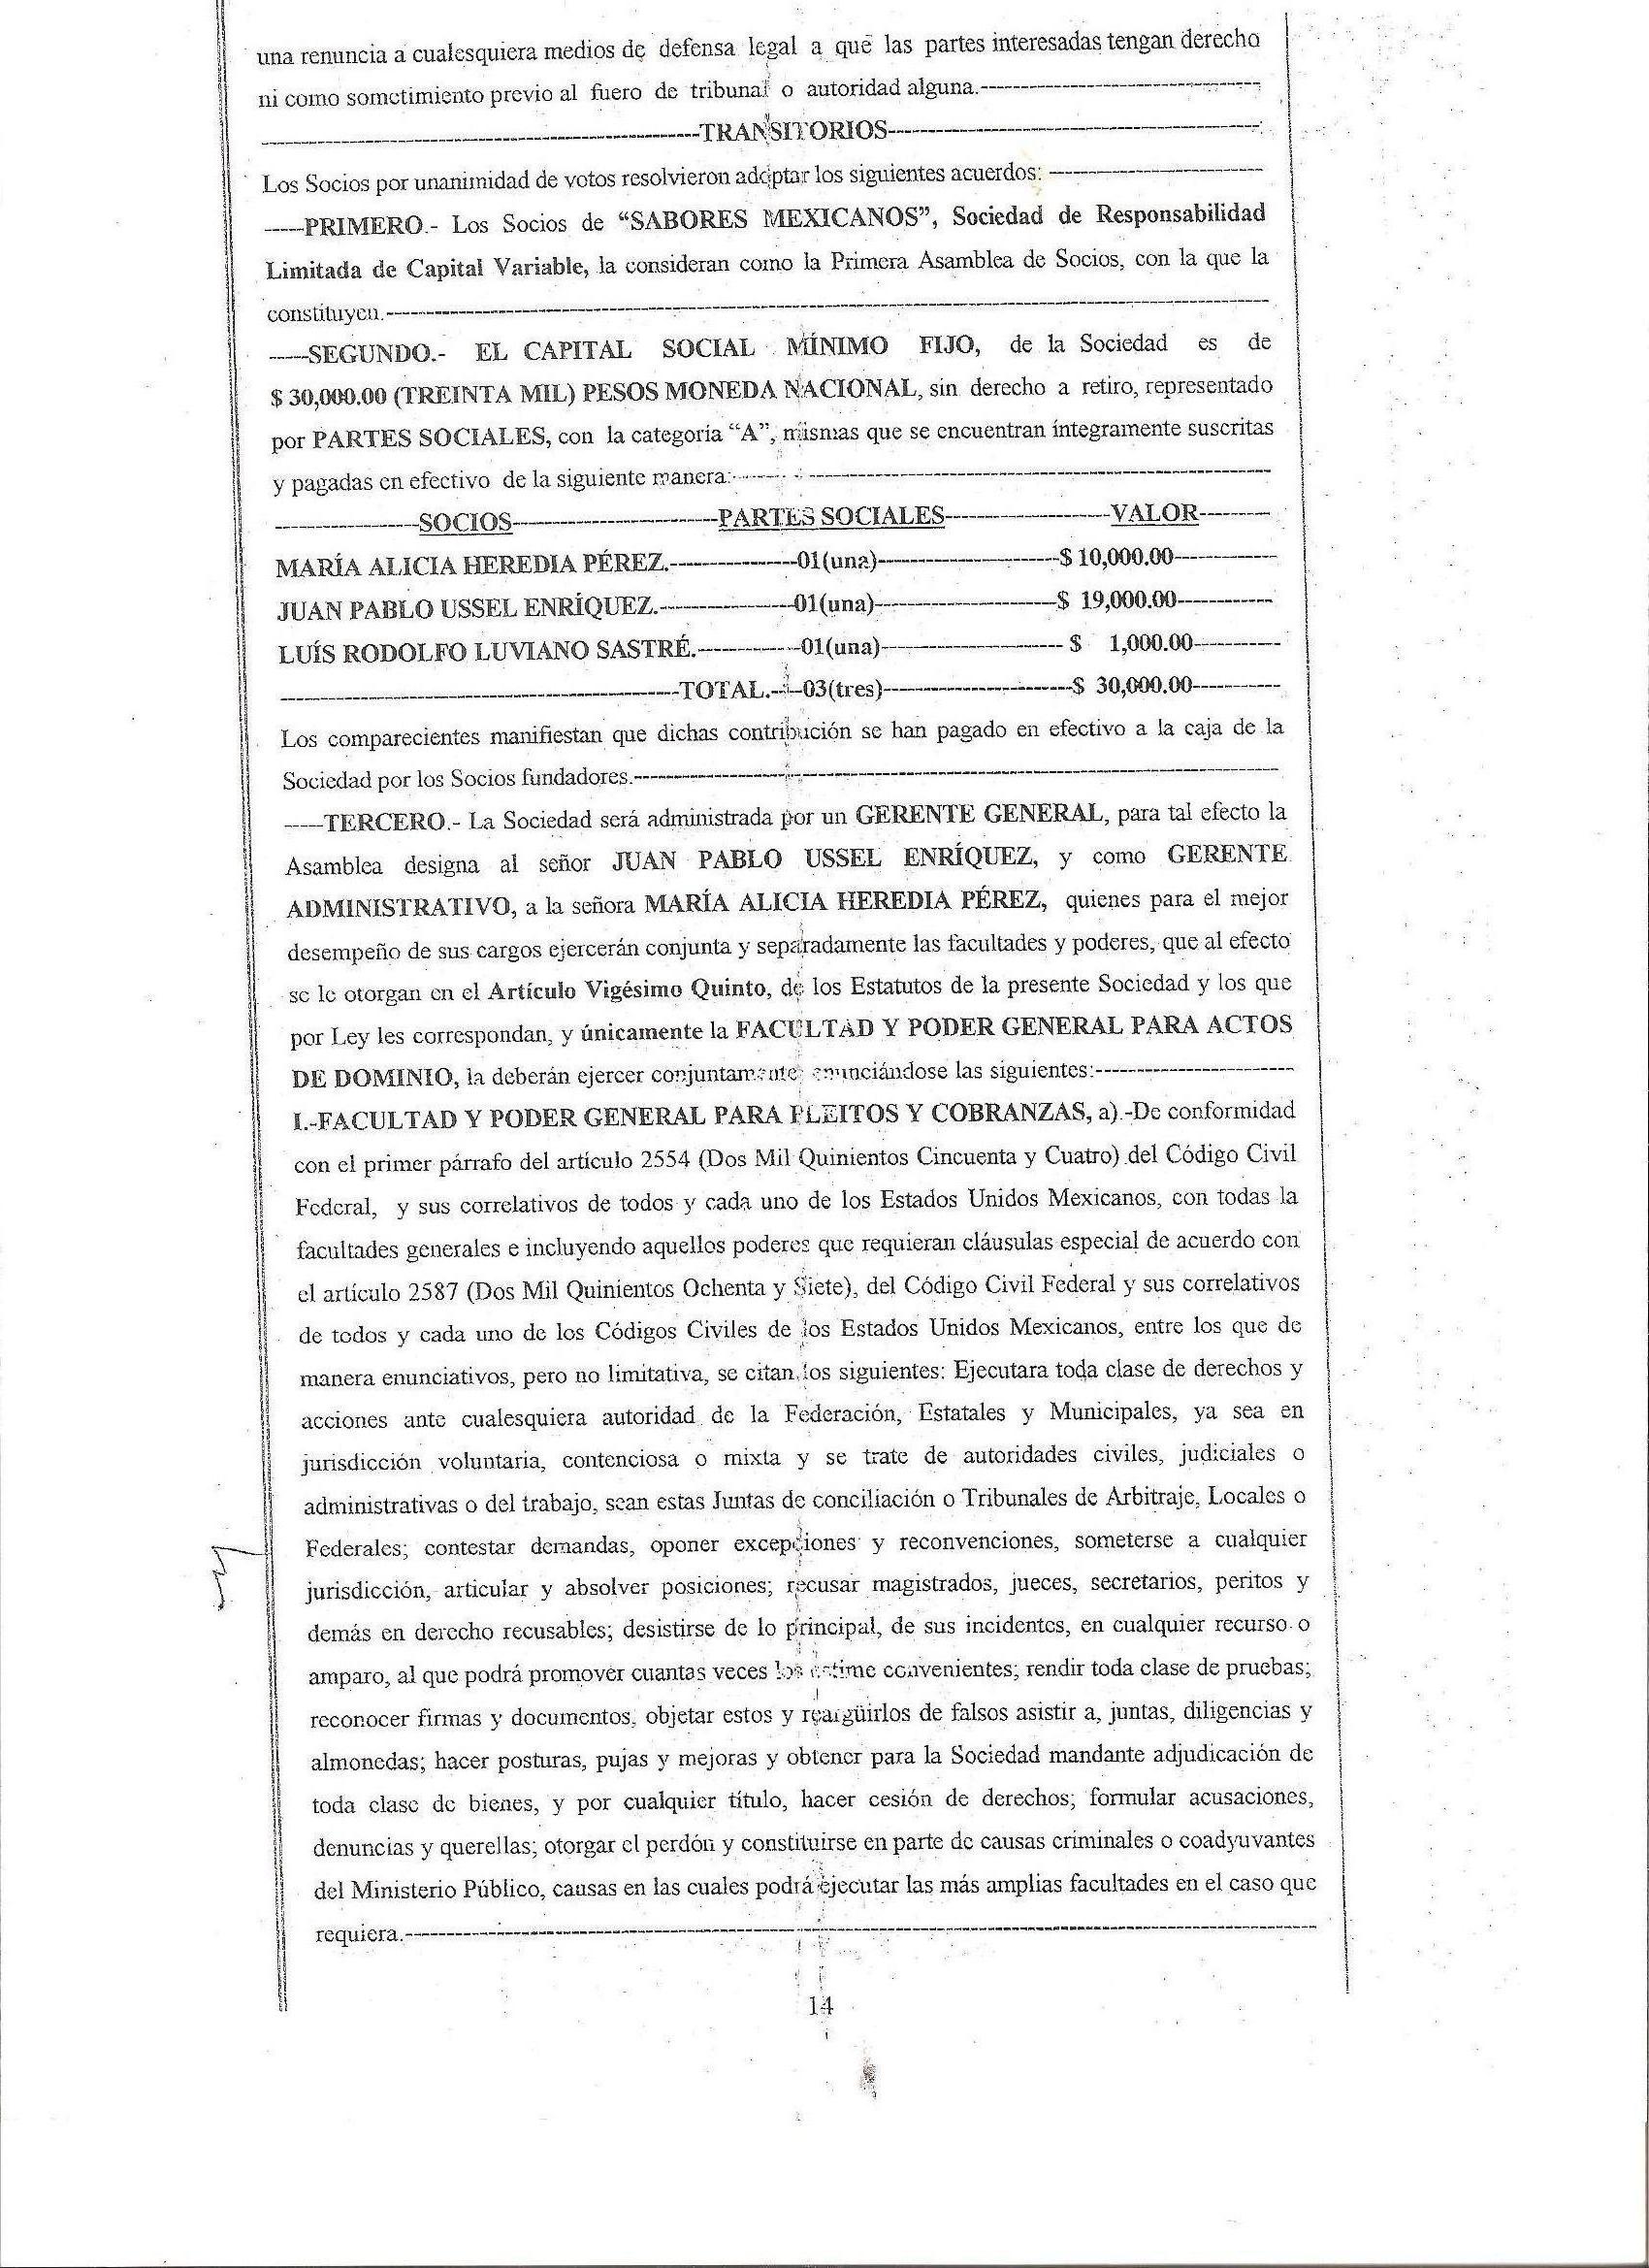 una renuncia a cualesquiera medios de defensa legal a que las partes interesadas tengan derecho
ni como sometimiento previo al fuero de tribunal o autoridad alguna.-----------------------------------
-------------------------------------------------------TRANSITORIOS---------------------------------------------
Los Socios por unanimidad de votos resolvieron adoptar los siguientes acuerdos: --------------------------
-----PRIMERO.- Los Socios de “SABORES MEXICANOS”, Sociedad de Responsabilidad
Limitada de Capital Variable, la consideran como la Primera Asamblea de Socios, con la que la
constituyen.---------------------------------------------------------------------------------------------------
-----SEGUNDO.- EL CAPITAL SOCIAL MÍNIMO FIJO, de la Sociedad es de
$ 30,000.00 (TREINTA MIL) PESOS MONEDA NACIONAL, sin derecho a retiro, representado
por PARTES SOCIALES, con la categoría “A”, mismas que se encuentran íntegramente suscritas
y pagadas en efectivo de la siguiente manera:-----------------------------------------------------------
------------------SOCIOS-------------------------PARTES SOCIALES--------------------VALOR---------
MARÍA ALICIA HEREDIA PÉREZ.----------------01(una)----------------------$ 10,000.00------------
JUAN PABLO USSEL ENRÍQUEZ.-----------------01(una)----------------------$ 19,000.00------------
LUÍS RODOLFO LUVIANO SASTRÉ.-------------01(una)---------------------- $ 1,000.00-----------
-------------------------------------------------TOTAL.----03(tres)-----------------------$ 30,000.00-----------
Los comparecientes manifiestan que dichas contribución se han pagado en efectivo a la caja de la
Sociedad por los Socios fundadores.-------------------------------------------------------------------------
-----TERCERO.- La Sociedad será administrada por un GERENTE GENERAL, para tal efecto la
Asamblea designa al señor JUAN PABLO USSEL ENRÍQUEZ, y como GERENTE
ADMINISTRATIVO, a la señora MARÍA ALICIA HEREDIA PÉREZ, quienes para el mejor
desempeño de sus cargos ejercerán conjunta y separadamente las facultades y poderes, que al efecto
se le otorgan en el Artículo Vigésimo Quinto, de los Estatutos de la presente Sociedad y los que
por Ley les correspondan, y únicamente la FACULTAD Y PODER GENERAL PARA ACTOS
DE DOMINIO, la deberán ejercer conjuntamente, enunciándose las siguientes:------------------------
I.-FACULTAD Y PODER GENERAL PARA PLEITOS Y COBRANZAS, a).-De conformidad
con el primer párrafo del artículo 2554 (Dos Mil Quinientos Cincuenta y Cuatro) del Código Civil
Federal, y sus correlativos de todos y cada uno de los Estados Unidos Mexicanos, con todas la
facultades generales e incluyendo aquellos poderes que requieran cláusulas especial de acuerdo con
el artículo 2587 (Dos Mil Quinientos Ochenta y Siete), del Código Civil Federal y sus correlativos
de todos y cada uno de los Códigos Civiles de los Estados Unidos Mexicanos, entre los que de
manera enunciativos, pero no limitativa, se citan los siguientes: Ejecutara toda clase de derechos y
acciones ante cualesquiera autoridad de la Federación, Estatales y Municipales, ya sea en
jurisdicción voluntaria, contenciosa o mixta y se trate de autoridades civiles, judiciales o
administrativas o del trabajo, sean estas Juntas de conciliación o Tribunales de Arbitraje, Locales o
Federales; contestar demandas, oponer excepciones y reconvenciones, someterse a cualquier
jurisdicción, articular y absolver posiciones; recusar magistrados, jueces, secretarios, peritos y
demás en derecho recusables; desistirse de lo principal, de sus incidentes, en cualquier recurso o
amparo, al que podrá promover cuantas veces los estime convenientes; rendir toda clase de pruebas;
reconocer firmas y documentos, objetar estos y reargüirlos de falsos asistir a, juntas, diligencias y
almonedas; hacer posturas, pujas y mejoras y obtener para la Sociedad mandante adjudicación de
toda clase de bienes, y por cualquier título, hacer cesión de derechos; formular acusaciones,
denuncias y querellas; otorgar el perdón y constituirse en parte de causas criminales o coadyuvantes
del Ministerio Público, causas en las cuales podrá ejecutar las más amplias facultades en el caso que
requiera.-----------------------------------------------------------------------------------------------------
14